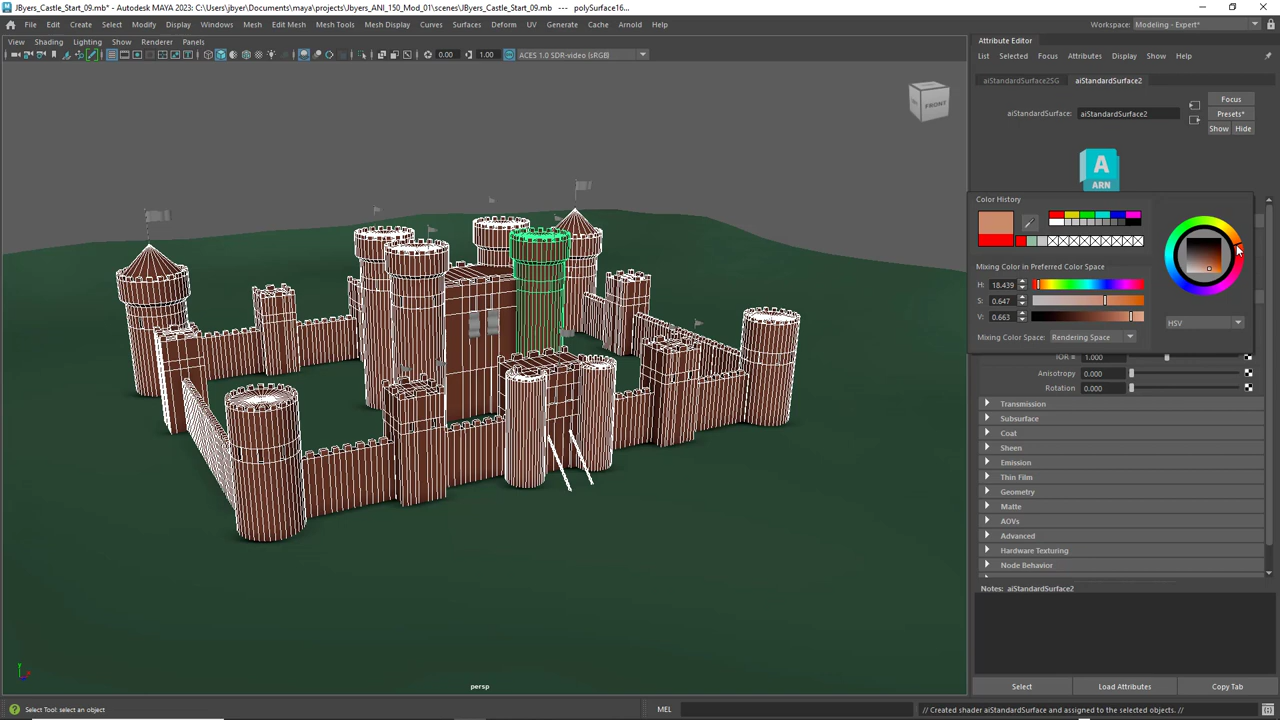 JByers_Castle_Start_09.mb* - Autodesk MAYA 2023: C:\Users\jbyer\Documents\maya\projects\Jbyers_ANI_150_Mod_01\scenes\JByers_Castle_Start_09.mb* --- polySurface16...
File Edit Create Select Modify Display Windows Mesh Edit Mesh Mesh Tools Mesh Display Curves Surfaces Deform UV Generate Cache Arnold Help
Workspace: Modeling - Expert*
View Shading Lighting Show Renderer Panels
0.00 1.00 ACES 1.0 SDR-video (sRGB)
FRONT
persp
Attribute Editor
List Selected Focus Attributes Display Show Help
aiStandardSurface2SG aiStandardSurface2
aiStandardSurface: aiStandardSurface2
Focus
Presets*
Show Hide
A
ARN
Color History
Mixing Color in Preferred Color Space
H: 18.439
S: 0.647
V: 0.663
HSV
Mixing Color Space: Rendering Space
IOR = 1.000
Anisotropy 0.000
Rotation 0.000
Transmission
Subsurface
Coat
Sheen
Emission
Thin Film
Geometry
Matte
AOVs
Advanced
Hardware Texturing
Node Behavior
Notes: aiStandardSurface2
Select Load Attributes Copy Tab
Select Tool: select an object
MEL
// Created shader aiStandardSurface and assigned to the selected objects. //